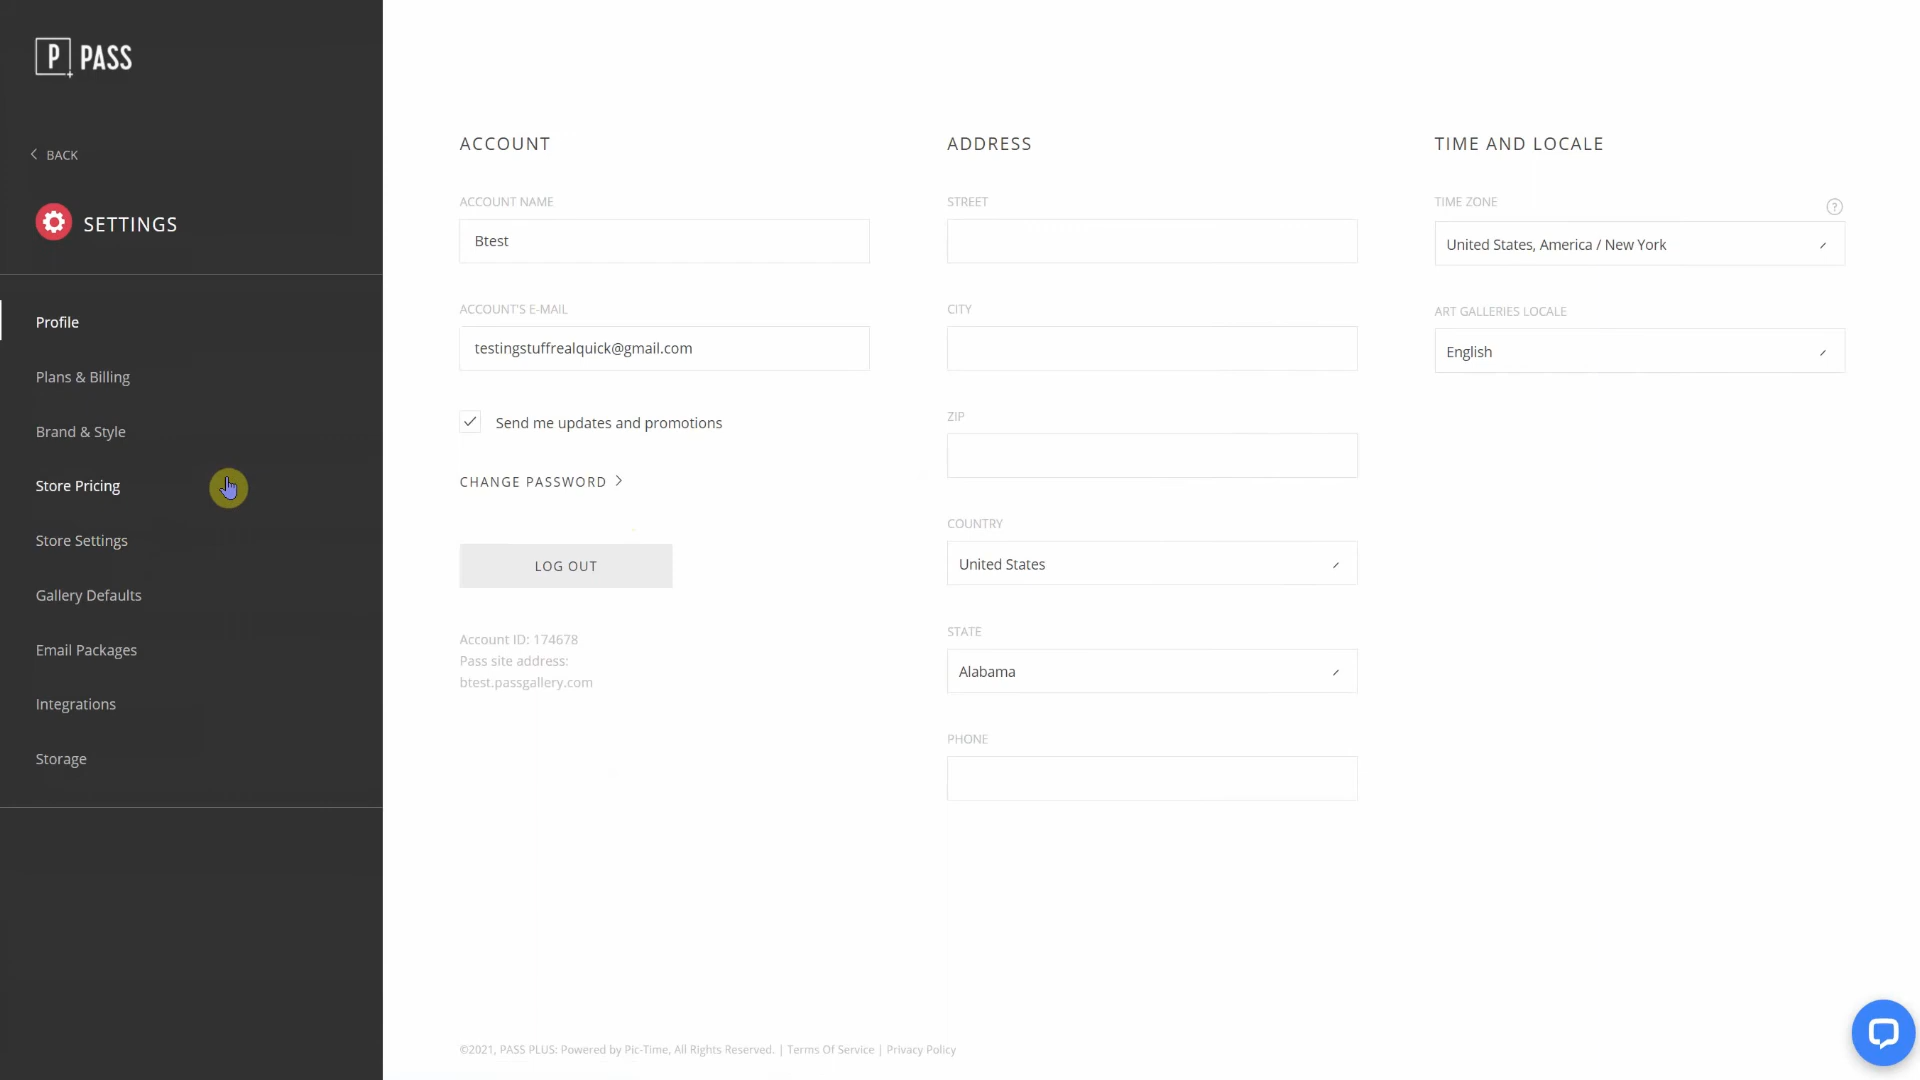 P PASS
BACK
SETTINGS
Profile
Plans & Billing
Brand & Style
Store Pricing
Store Settings
Gallery Defaults
Email Packages
Integrations
Storage
ACCOUNT
ACCOUNT NAME
Btest
ACCOUNT'S E-MAIL
testingstuffrealquick@gmail.com
Send me updates and promotions
CHANGE PASSWORD >
LOG OUT
Account ID: 174678
Pass site address:
btest.passgallery.com
ADDRESS
STREET
CITY
ZIP
COUNTRY
United States
STATE
Alabama
PHONE
TIME AND LOCALE
TIME ZONE
?
United States, America / New York
ART GALLERIES LOCALE
English
©2021, PASS PLUS: Powered by Pic-Time, All Rights Reserved. | Terms Of Service | Privacy Policy